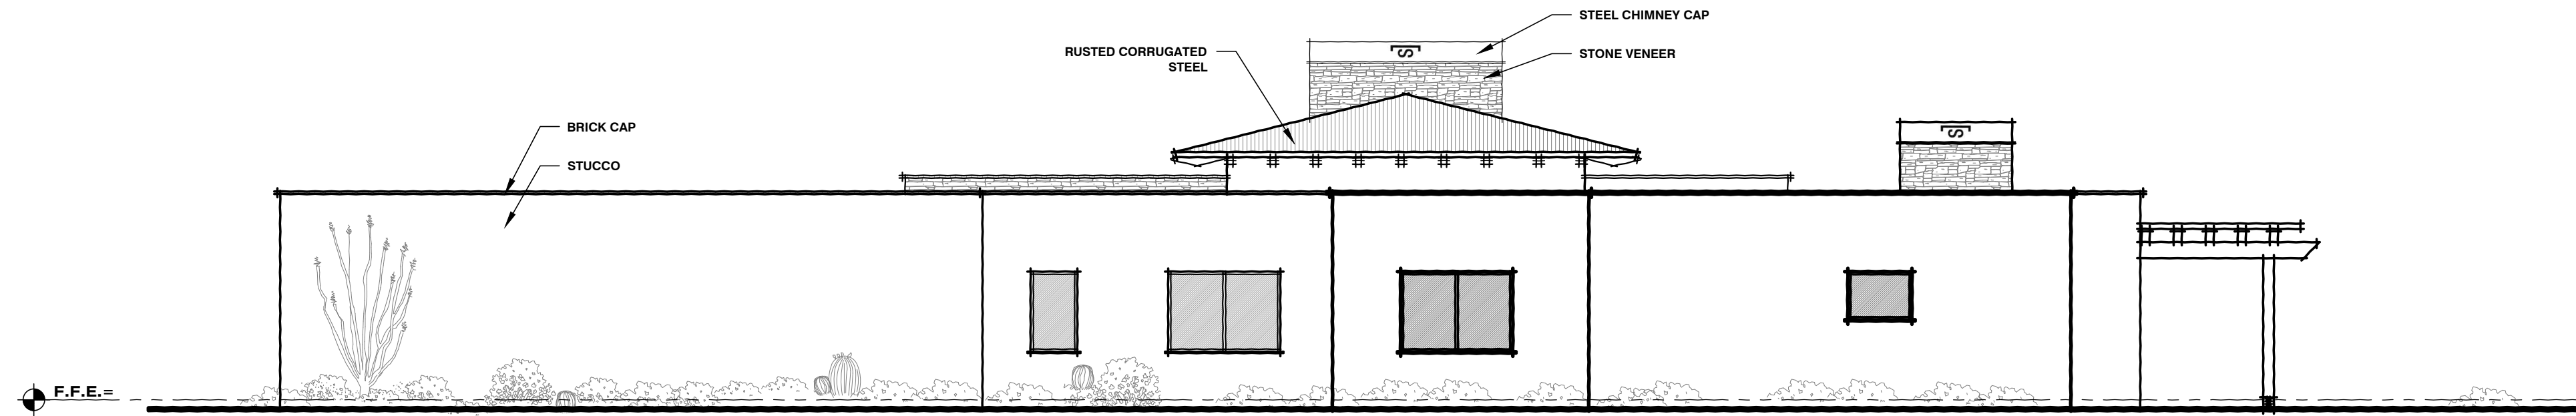 STEEL CHIMNEY CAP
RUSTED CORRUGATED
STEEL
STONE VENEER
BRICK CAP
STUCCO
S
S
F.F.E.=